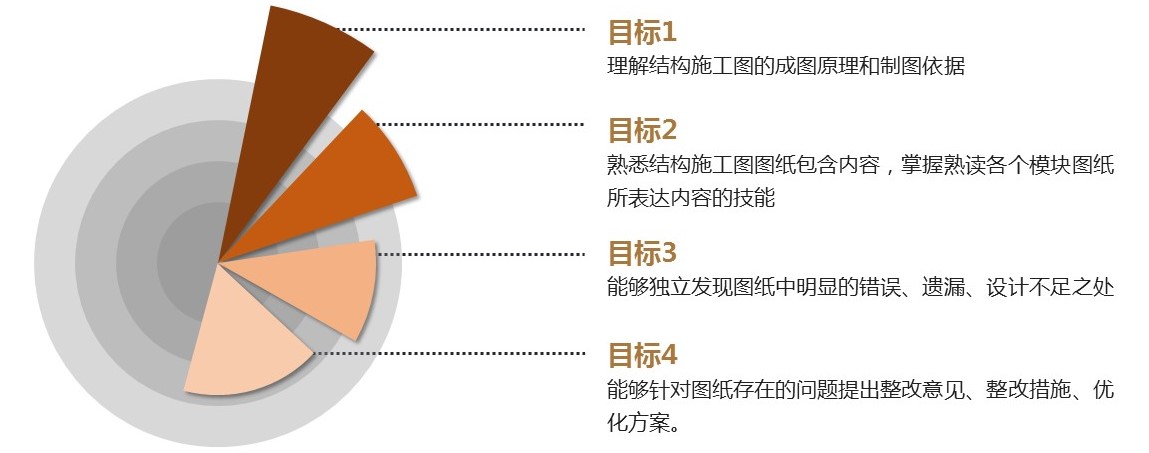 目标1
理解结构施工图的成图原理和制图依据
目标2
熟悉结构施工图图纸包含内容，掌握熟读各个模块图纸
所表达内容的技能
目标3
能够独立发现图纸中明显的错误、遗漏、设计不足之处
目标4
能够针对图纸存在的问题提出整改意见、整改措施、优
化方案。